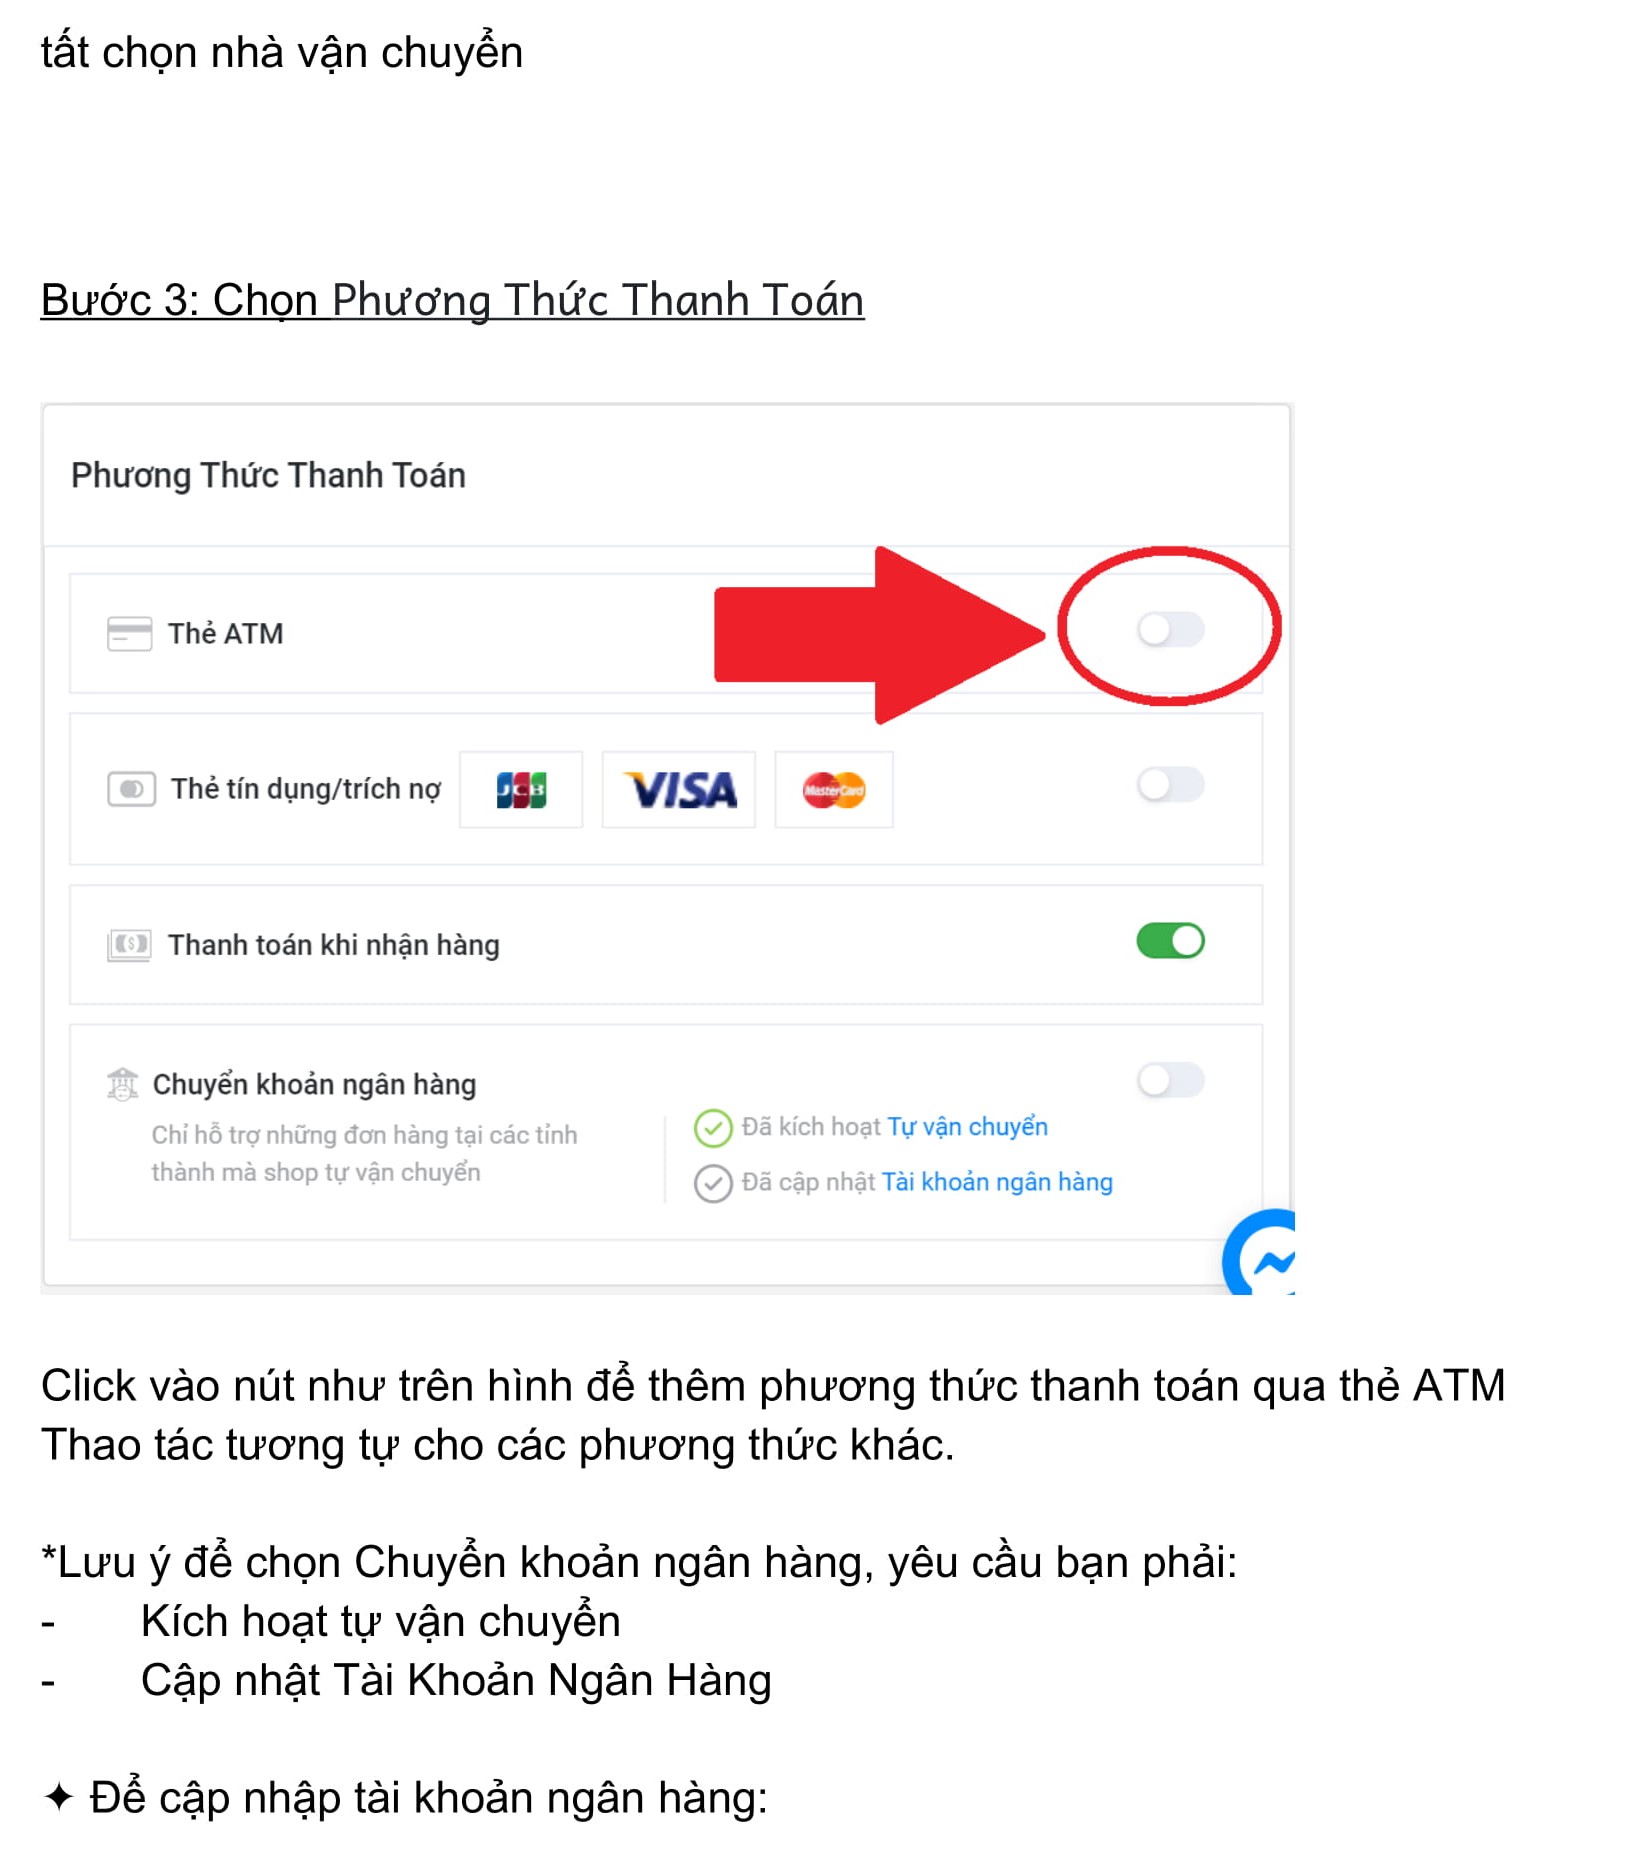 tất chọn nhà vận chuyển
Bước 3: Chọn Phương Thức Thanh Toán
Phương Thức Thanh Toán
Thẻ ATM
Thẻ tín dụng/trích nợ JCB VISA MasterCard
Thanh toán khi nhận hàng
Chuyển khoản ngân hàng
Chỉ hỗ trợ những đơn hàng tại các tỉnh
thành mà shop tự vận chuyển
Đã kích hoạt Tự vận chuyển
Đã cập nhật Tài khoản ngân hàng
Click vào nút như trên hình để thêm phương thức thanh toán qua thẻ ATM
Thao tác tương tự cho các phương thức khác.
*Lưu ý để chọn Chuyển khoản ngân hàng, yêu cầu bạn phải:
- Kích hoạt tự vận chuyển
- Cập nhật Tài Khoản Ngân Hàng
✦ Để cập nhập tài khoản ngân hàng: